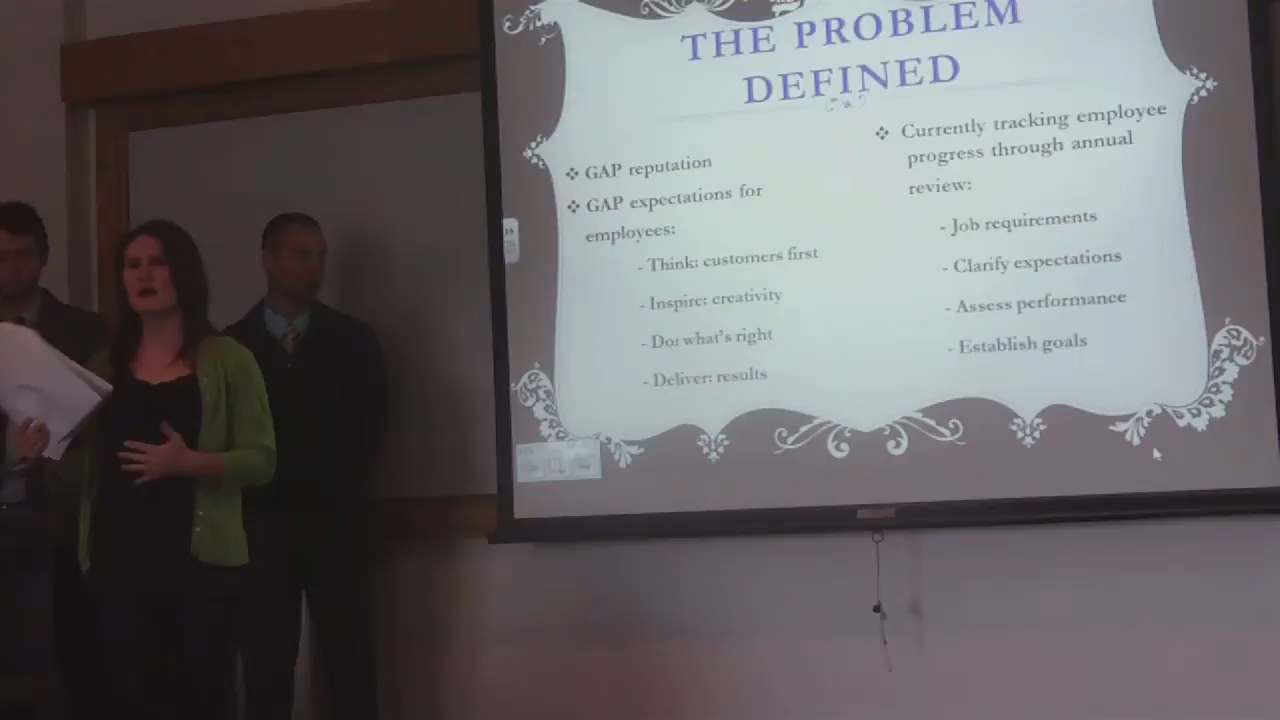 THE PROBLEM
DEFINED
❖ GAP reputation
❖ GAP expectations for
employees:
- Think: customers first
- Inspire: creativity
- Do: what's right
- Deliver: results
❖ Currently tracking employee
progress through annual
review:
- Job requirements
- Clarify expectations
- Assess performance
- Establish goals